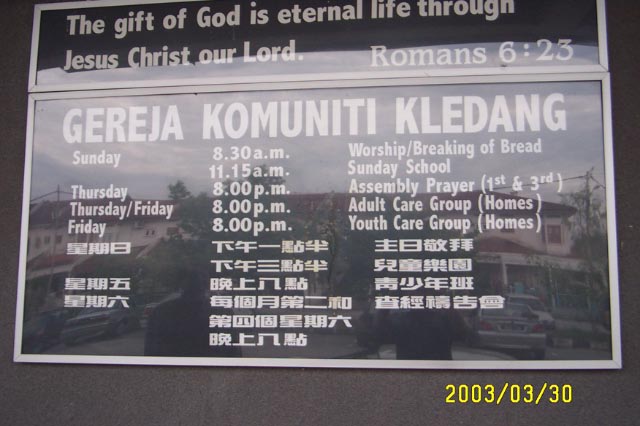 The gift of God is eternal life through
Jesus Christ our Lord. Romans 6:23
GEREJA KOMUNITI KLEDANG
Sunday 8.30a.m. Worship/Breaking of Bread
11.15a.m. Sunday School
Thursday 8.00p.m. Assembly Prayer (1st & 3rd)
Thursday/Friday 8.00p.m. Adult Care Group (Homes)
Friday 8.00p.m. Youth Care Group (Homes)
星期日 下午一點半 主日敬拜
下午三點半 兒童樂園
星期五 晚上八點 青少年班
星期六 每個月第二和 查經禱告會
第四個星期六
晚上八點
2003/03/30